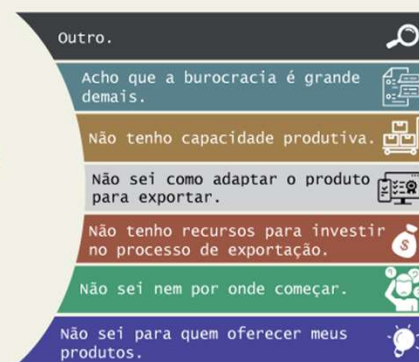 Outro.
Acho que a burocracia é grande
demais.
Não tenho capacidade produtiva.
Não sei como adaptar o produto
para exportar.
Não tenho recursos para investir
no processo de exportação.
Não sei nem por onde começar.
Não sei para quem oferecer meus
produtos.